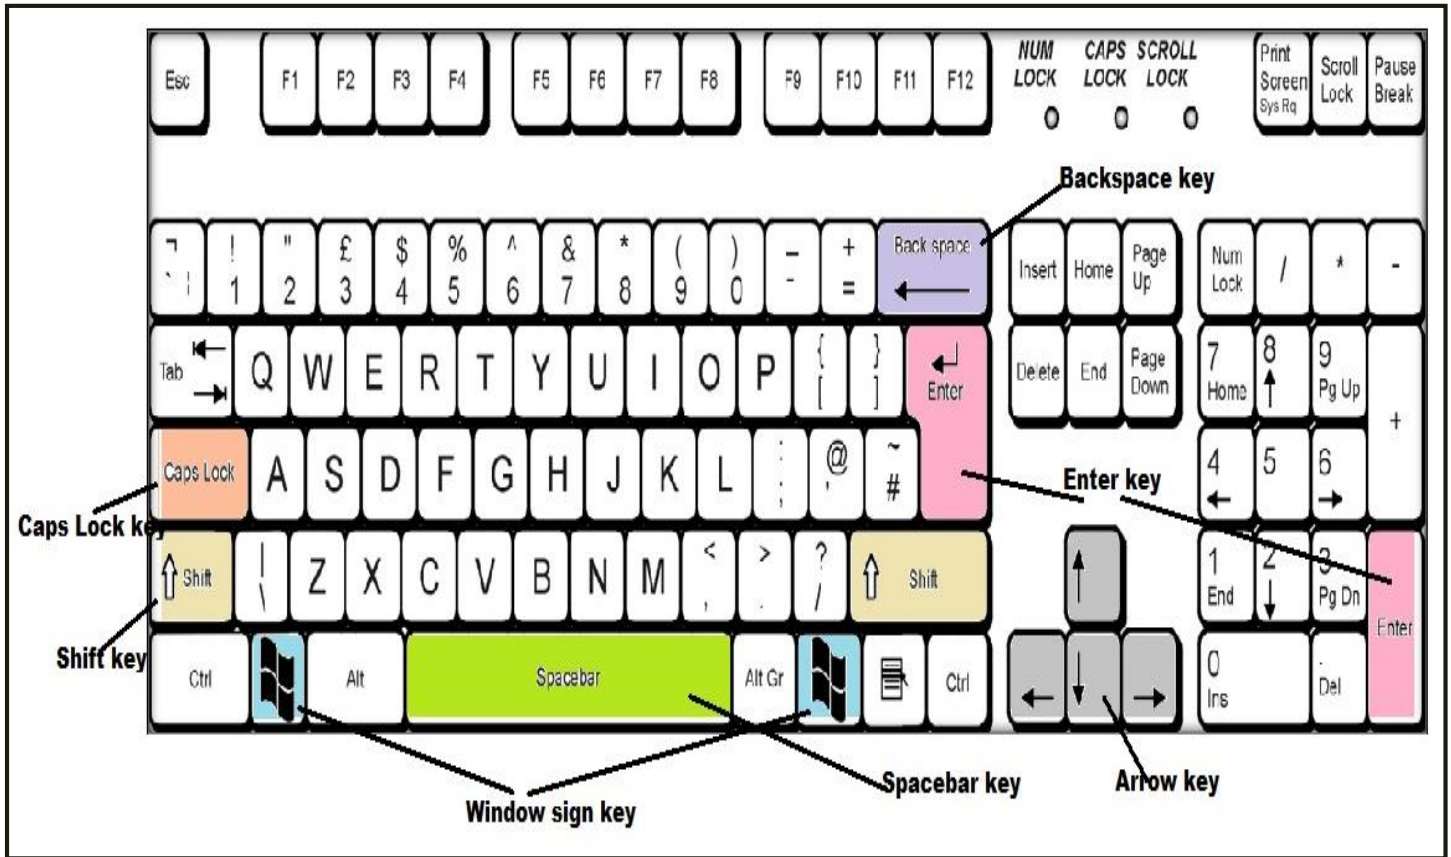 Esc F1 F2 F3 F4 F5 F6 F7 F8 F9 F10 F11 F12
NUM LOCK
CAPS LOCK
SCROLL LOCK
Print Screen Sys Rq
Scroll Lock
Pause Break
Backspace key
¬ ` ¦
! 1
" 2
£ 3
$ 4
% 5
^ 6
& 7
* 8
( 9
) 0
_ -
+ =
Back space
Insert Home Page Up
Num Lock / * -
Tab Q W E R T Y U I O P { [ } ] Enter
Delete End Page Down
7 Home 8 9 Pg Up +
Caps Lock A S D F G H J K L : ; @ ' ~ #
4 5 6
Enter key
Caps Lock key
Shift | \ Z X C V B N M < , > . ? / Shift
1 End 2 3 Pg Dn Enter
Shift key
Ctrl Alt Spacebar Alt Gr Ctrl
0 Ins . Del
Spacebar key
Arrow key
Window sign key